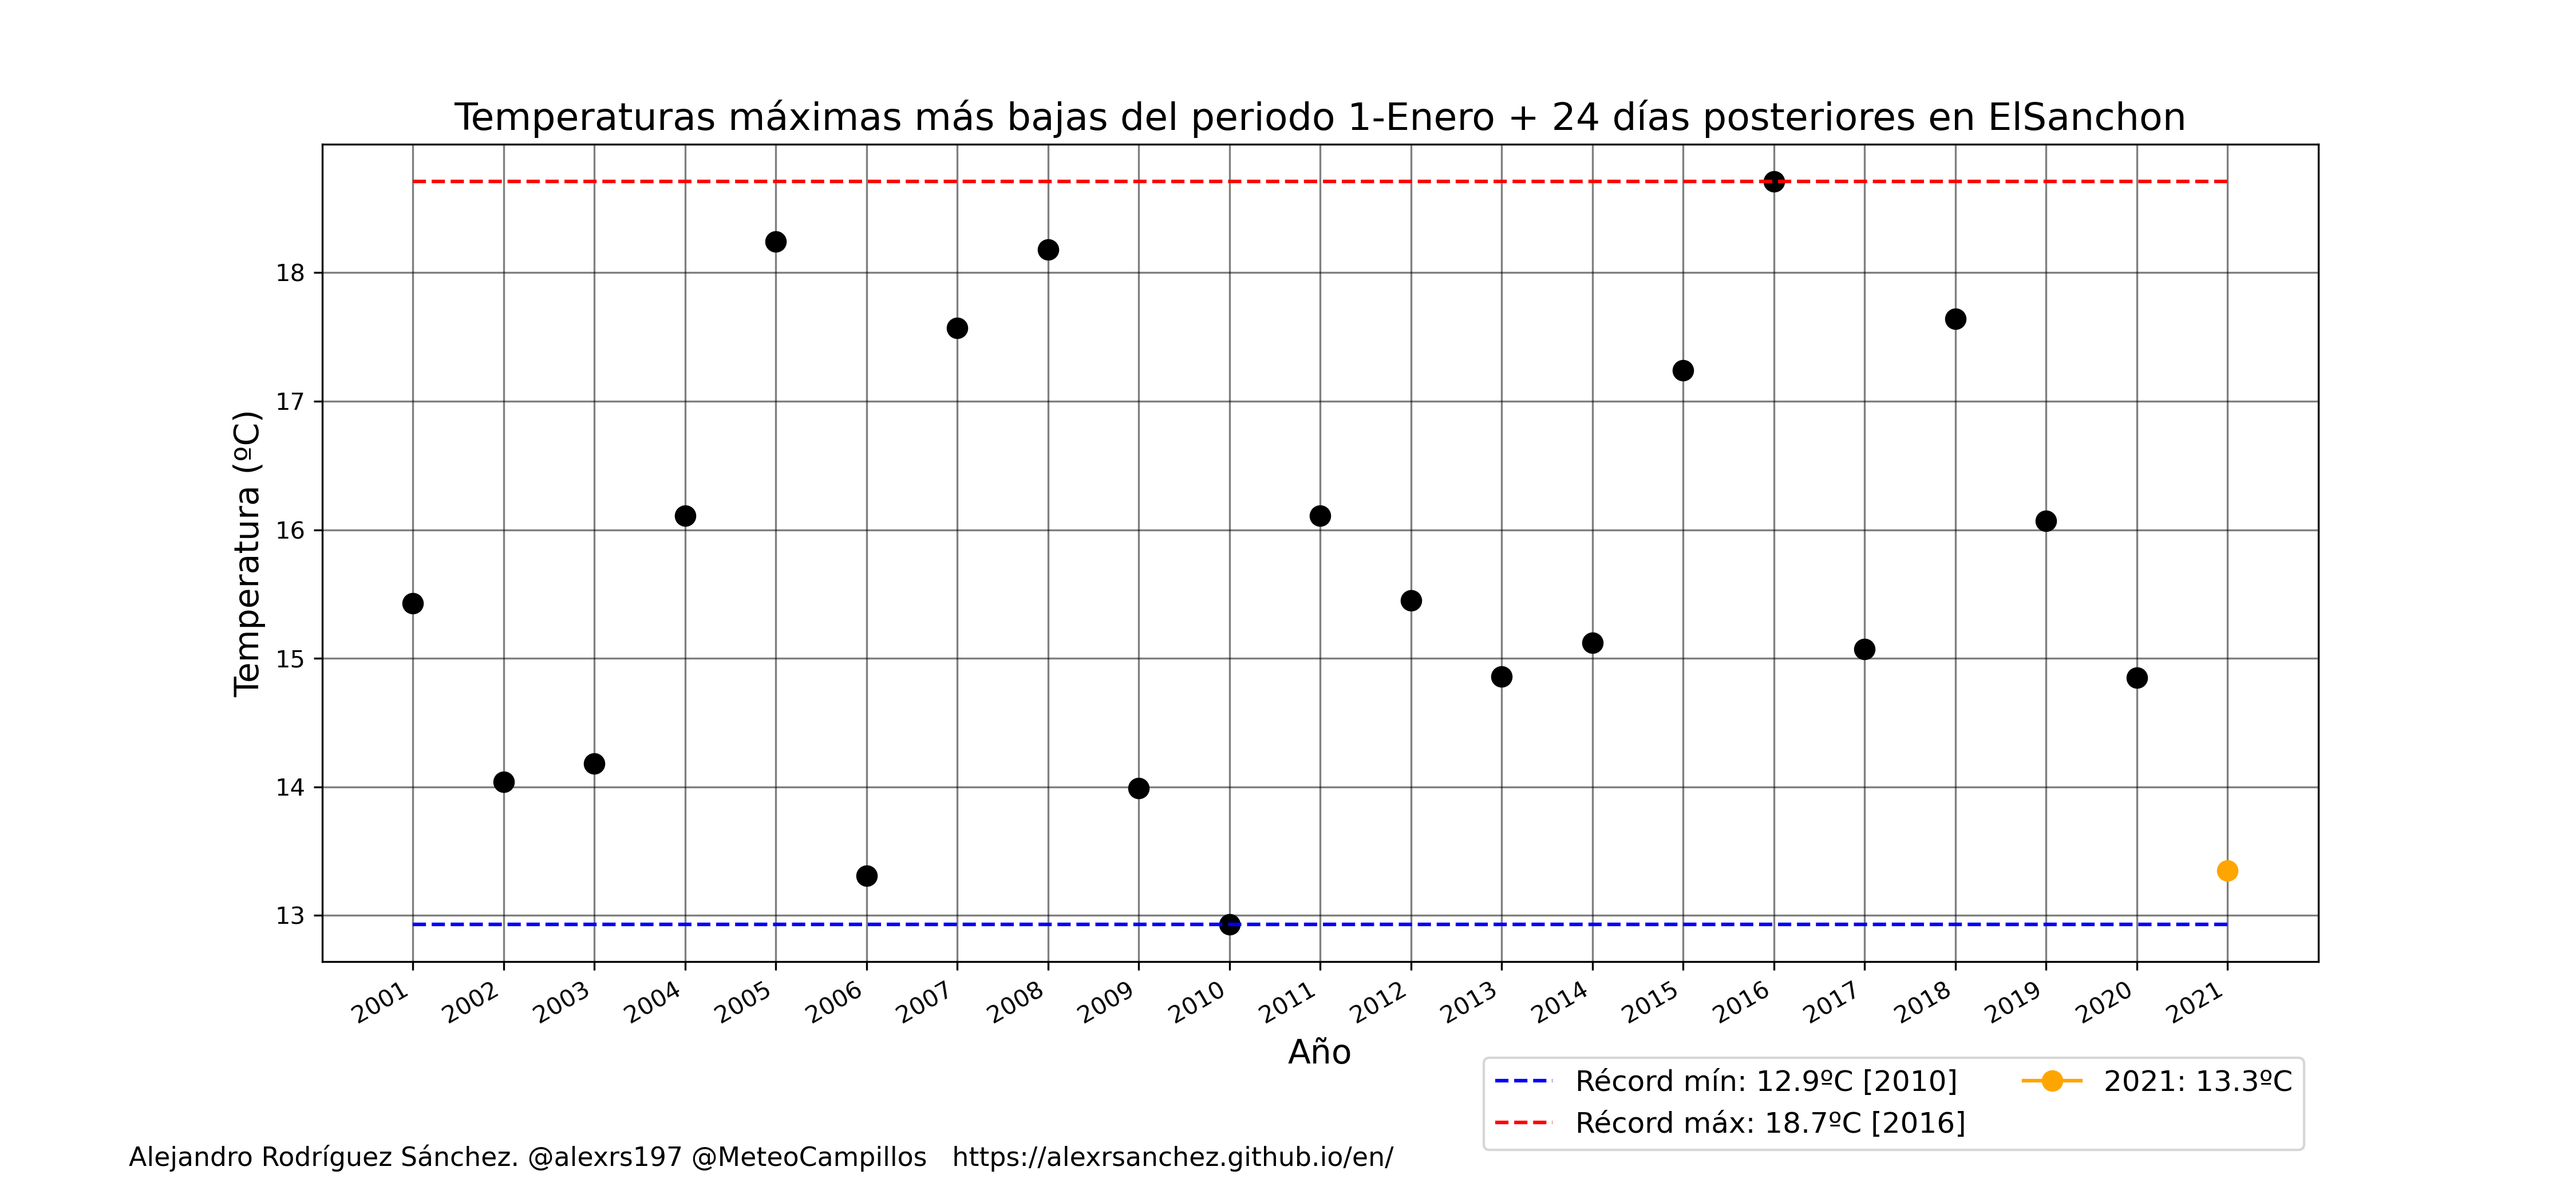 Temperaturas máximas más bajas del periodo 1-Enero + 24 días posteriores en ElSanchon
Temperatura (ºC)
18
17
16
15
14
13
2001 2002 2003 2004 2005 2006 2007 2008 2009 2010 2011 2012 2013 2014 2015 2016 2017 2018 2019 2020 2021
Año
Récord mín: 12.9ºC [2010]
Récord máx: 18.7ºC [2016]
2021: 13.3ºC
Alejandro Rodríguez Sánchez. @alexrs197 @MeteoCampillos https://alexrsanchez.github.io/en/